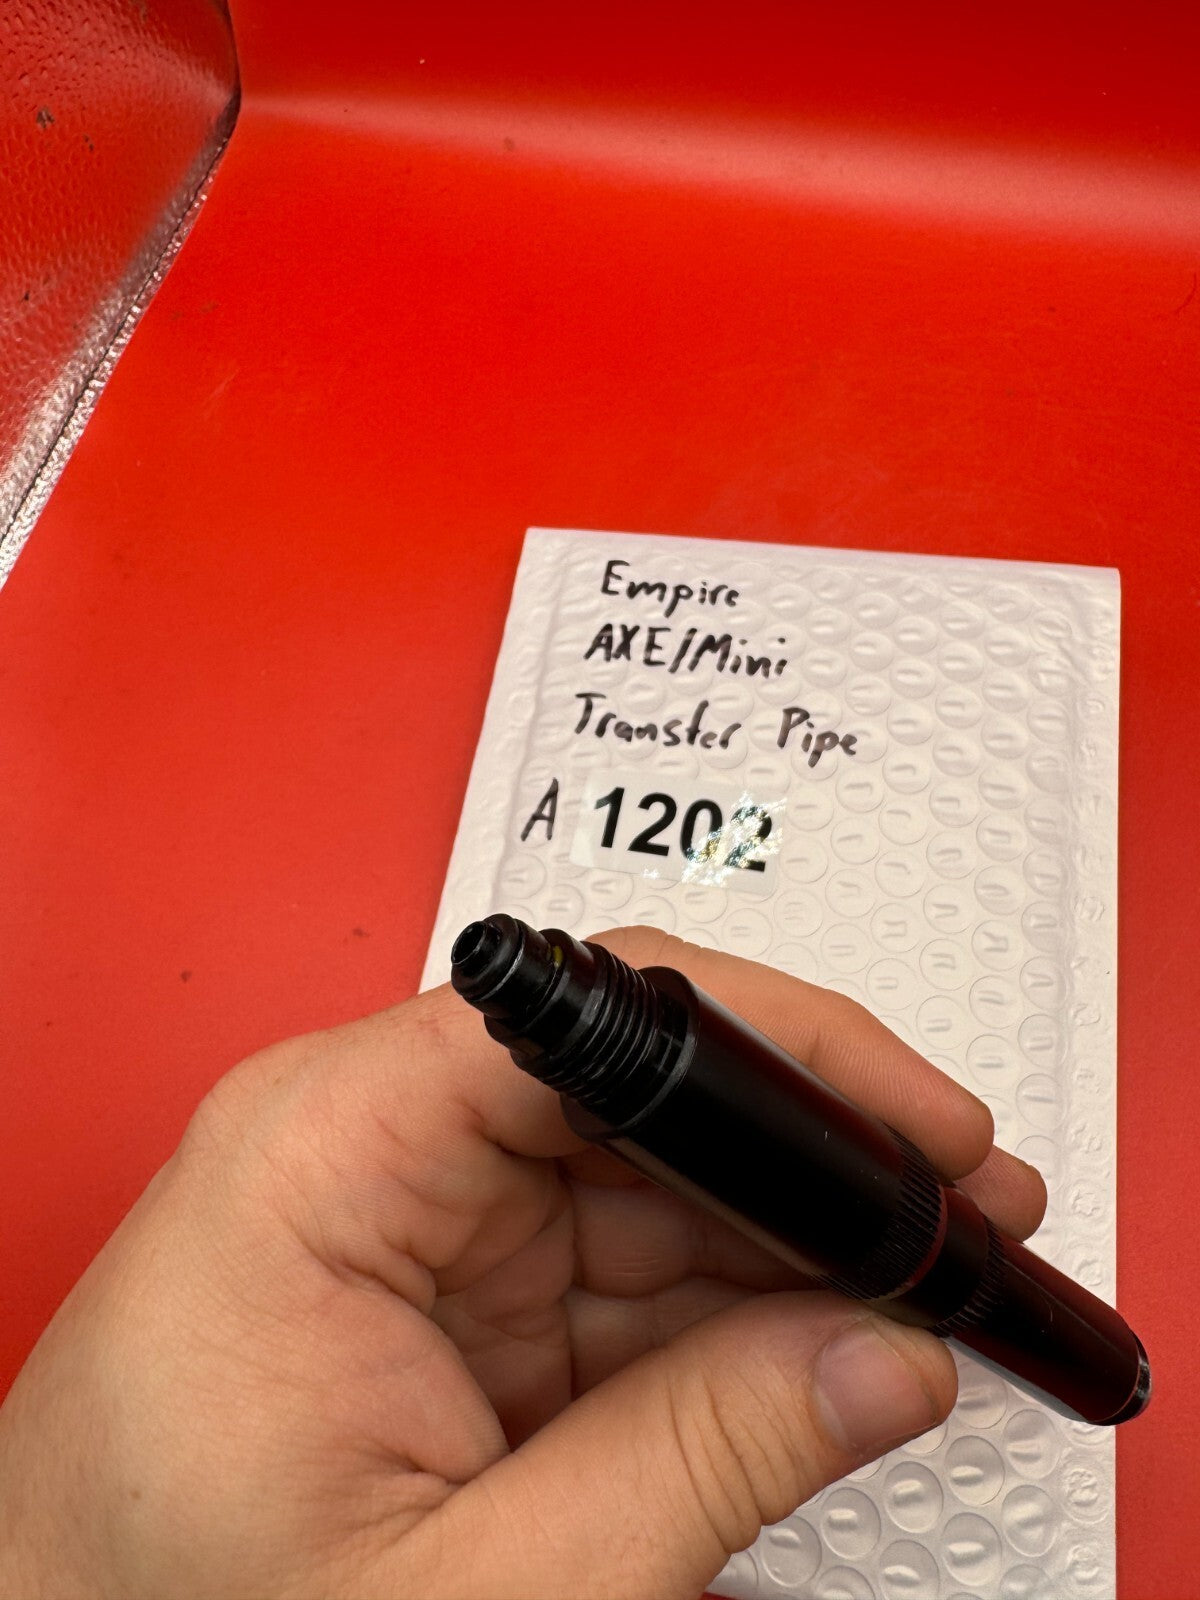 Empire
AXE/Mini
Transfer Pipe
A 1202